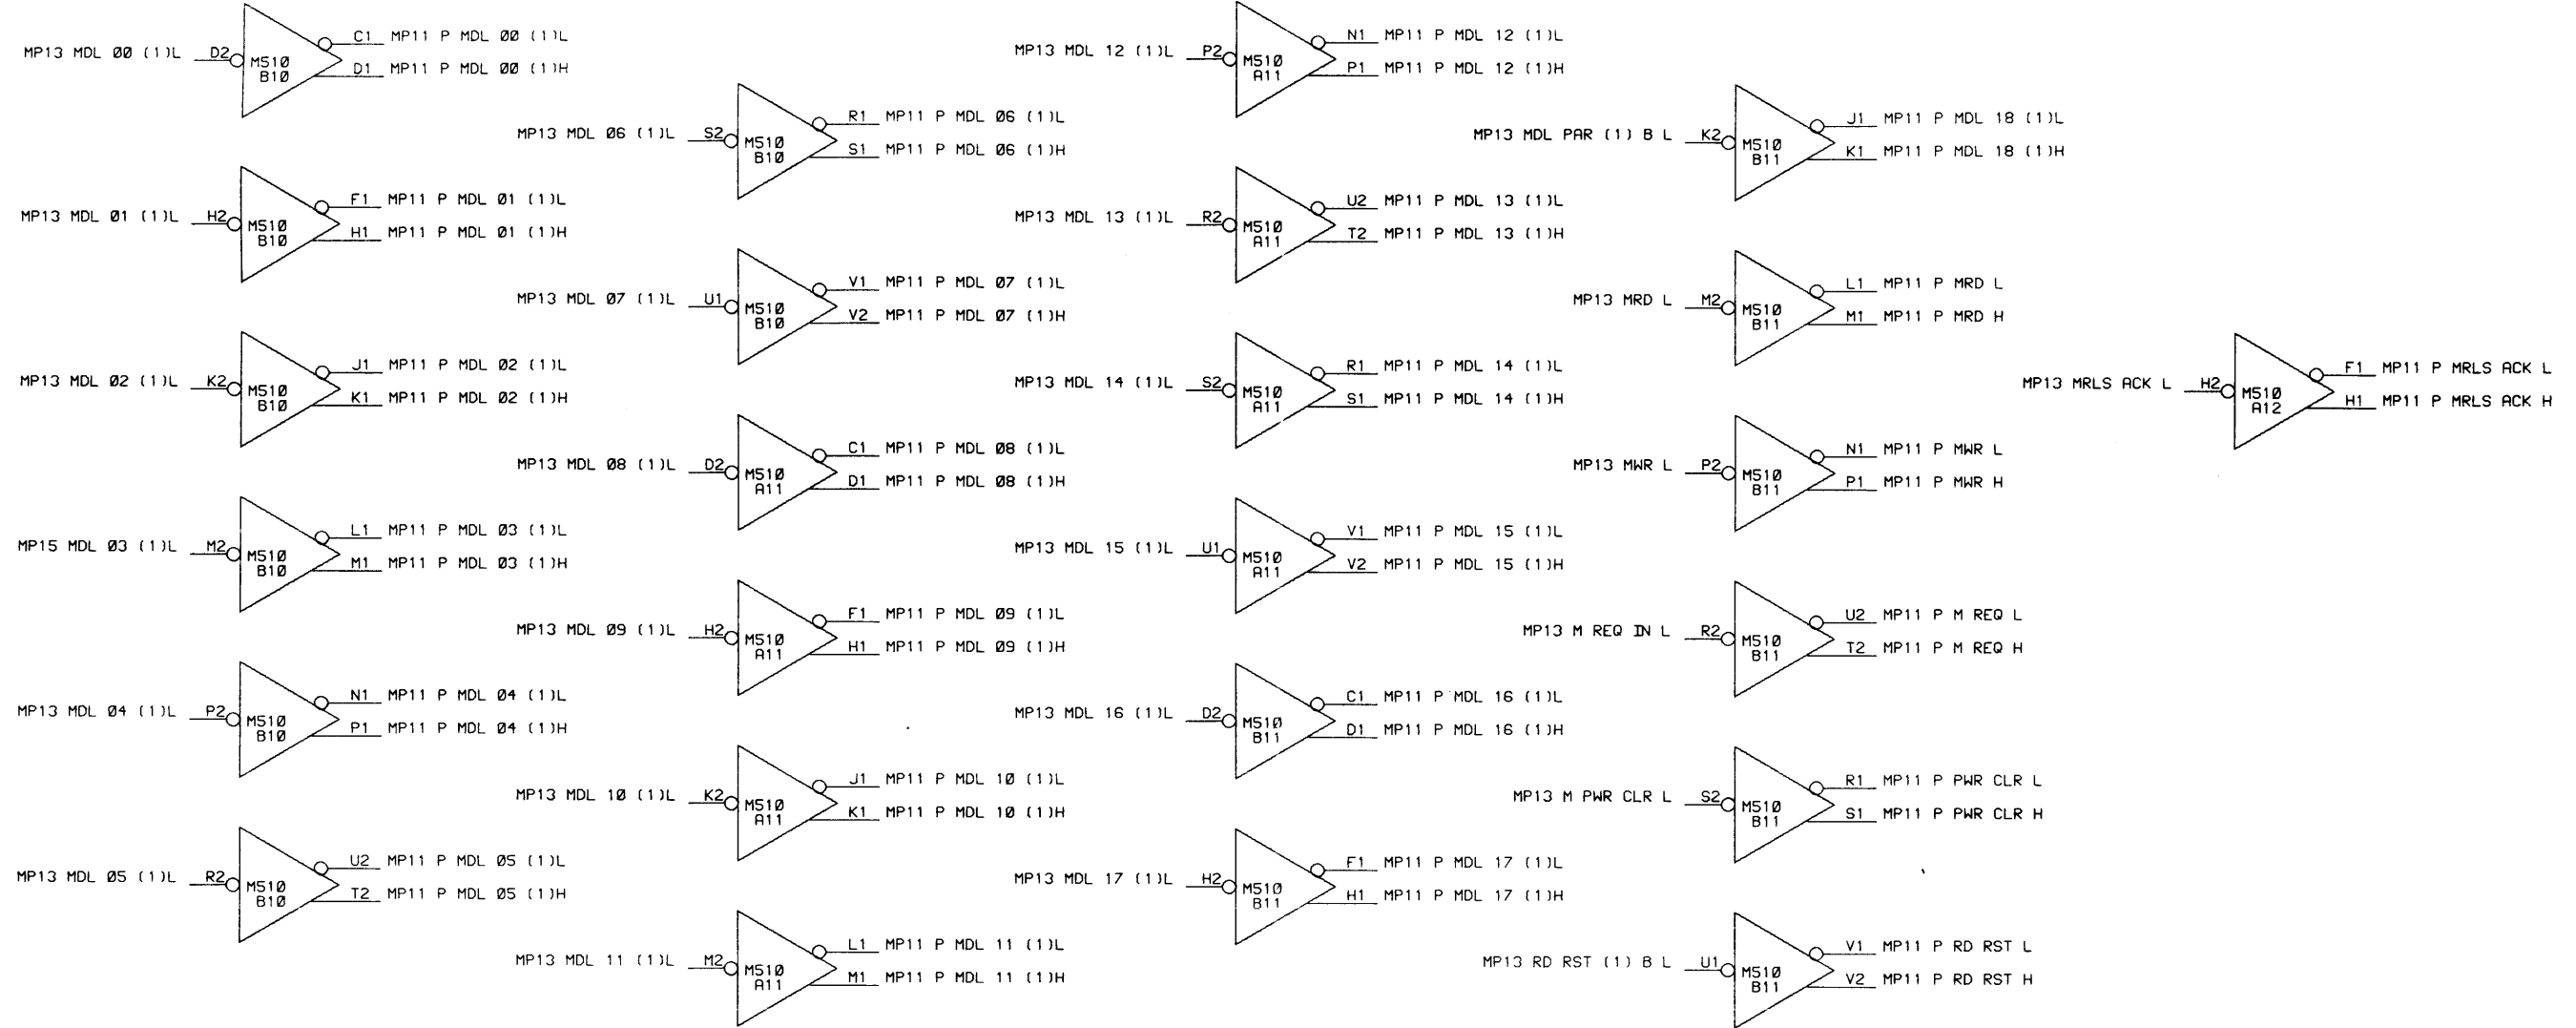 MP13 MDL 00 (1)L D2 M510 B10 C1 MP11 P MDL 00 (1)L
D1 MP11 P MDL 00 (1)H
MP13 MDL 01 (1)L H2 M510 B10 F1 MP11 P MDL 01 (1)L
H1 MP11 P MDL 01 (1)H
MP13 MDL 02 (1)L K2 M510 B10 J1 MP11 P MDL 02 (1)L
K1 MP11 P MDL 02 (1)H
MP15 MDL 03 (1)L M2 M510 B10 L1 MP11 P MDL 03 (1)L
M1 MP11 P MDL 03 (1)H
MP13 MDL 04 (1)L P2 M510 B10 N1 MP11 P MDL 04 (1)L
P1 MP11 P MDL 04 (1)H
MP13 MDL 05 (1)L R2 M510 B10 U2 MP11 P MDL 05 (1)L
T2 MP11 P MDL 05 (1)H
MP13 MDL 06 (1)L S2 M510 B10 R1 MP11 P MDL 06 (1)L
S1 MP11 P MDL 06 (1)H
MP13 MDL 07 (1)L U1 M510 B10 V1 MP11 P MDL 07 (1)L
V2 MP11 P MDL 07 (1)H
MP13 MDL 08 (1)L D2 M510 A11 C1 MP11 P MDL 08 (1)L
D1 MP11 P MDL 08 (1)H
MP13 MDL 09 (1)L H2 M510 A11 F1 MP11 P MDL 09 (1)L
H1 MP11 P MDL 09 (1)H
MP13 MDL 10 (1)L K2 M510 A11 J1 MP11 P MDL 10 (1)L
K1 MP11 P MDL 10 (1)H
MP13 MDL 11 (1)L M2 M510 A11 L1 MP11 P MDL 11 (1)L
M1 MP11 P MDL 11 (1)H
MP13 MDL 12 (1)L P2 M510 A11 N1 MP11 P MDL 12 (1)L
P1 MP11 P MDL 12 (1)H
MP13 MDL 13 (1)L R2 M510 A11 U2 MP11 P MDL 13 (1)L
T2 MP11 P MDL 13 (1)H
MP13 MDL 14 (1)L S2 M510 A11 R1 MP11 P MDL 14 (1)L
S1 MP11 P MDL 14 (1)H
MP13 MDL 15 (1)L U1 M510 A11 V1 MP11 P MDL 15 (1)L
V2 MP11 P MDL 15 (1)H
MP13 MDL 16 (1)L D2 M510 B11 C1 MP11 P MDL 16 (1)L
D1 MP11 P MDL 16 (1)H
MP13 MDL 17 (1)L H2 M510 B11 F1 MP11 P MDL 17 (1)L
H1 MP11 P MDL 17 (1)H
MP13 MDL PAR (1) B L K2 M510 B11 J1 MP11 P MDL 18 (1)L
K1 MP11 P MDL 18 (1)H
MP13 MRD L M2 M510 B11 L1 MP11 P MRD L
M1 MP11 P MRD H
MP13 MWR L P2 M510 B11 N1 MP11 P MWR L
P1 MP11 P MWR H
MP13 M REQ IN L R2 M510 B11 U2 MP11 P M REQ L
T2 MP11 P M REQ H
MP13 M PWR CLR L S2 M510 B11 R1 MP11 P PWR CLR L
S1 MP11 P PWR CLR H
MP13 RD RST (1) B L U1 M510 B11 V1 MP11 P RD RST L
V2 MP11 P RD RST H
MP13 MRLS ACK L H2 M510 A12 F1 MP11 P MRLS ACK L
H1 MP11 P MRLS ACK H